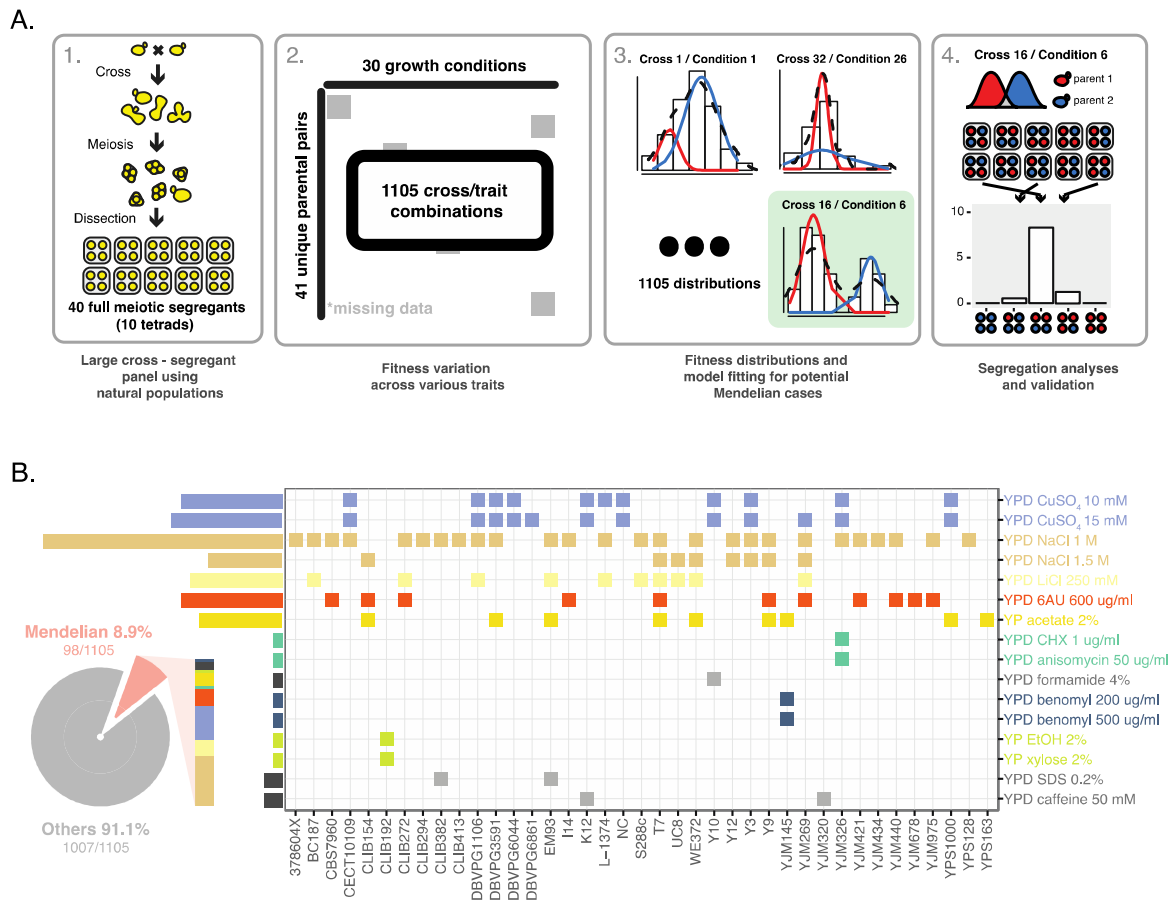 A.
1.
Cross
Meiosis
Dissection
40 full meiotic segregants
(10 tetrads)
Large cross - segregant
panel using
natural populations
2.
30 growth conditions
41 unique parental pairs
1105 cross/trait
combinations
*missing data
Fitness variation
across various traits
3.
Cross 1 / Condition 1
Cross 32 / Condition 26
Cross 16 / Condition 6
1105 distributions
Fitness distributions and
model fitting for potential
Mendelian cases
4.
Cross 16 / Condition 6
parent 1
parent 2
10
5
0
Segregation analyses
and validation
B.
Mendelian 8.9%
98/1105
Others 91.1%
1007/1105
YPD CuSO4 10 mM
YPD CuSO4 15 mM
YPD NaCl 1 M
YPD NaCl 1.5 M
YPD LiCl 250 mM
YPD 6AU 600 ug/ml
YP acetate 2%
YPD CHX 1 ug/ml
YPD anisomycin 50 ug/ml
YPD formamide 4%
YPD benomyl 200 ug/ml
YPD benomyl 500 ug/ml
YP EtOH 2%
YP xylose 2%
YPD SDS 0.2%
YPD caffeine 50 mM
378604X
BC187
CBS7960
CECT10109
CLIB154
CLIB192
CLIB272
CLIB294
CLIB382
CLIB413
DBVPG1106
DBVPG3591
DBVPG6044
DBVPG6861
EM93
I14
K12
L-1374
NC
S288c
T7
UC8
WE372
Y10
Y12
Y3
Y9
YJM145
YJM269
YJM320
YJM326
YJM421
YJM434
YJM440
YJM678
YJM975
YPS1000
YPS128
YPS163